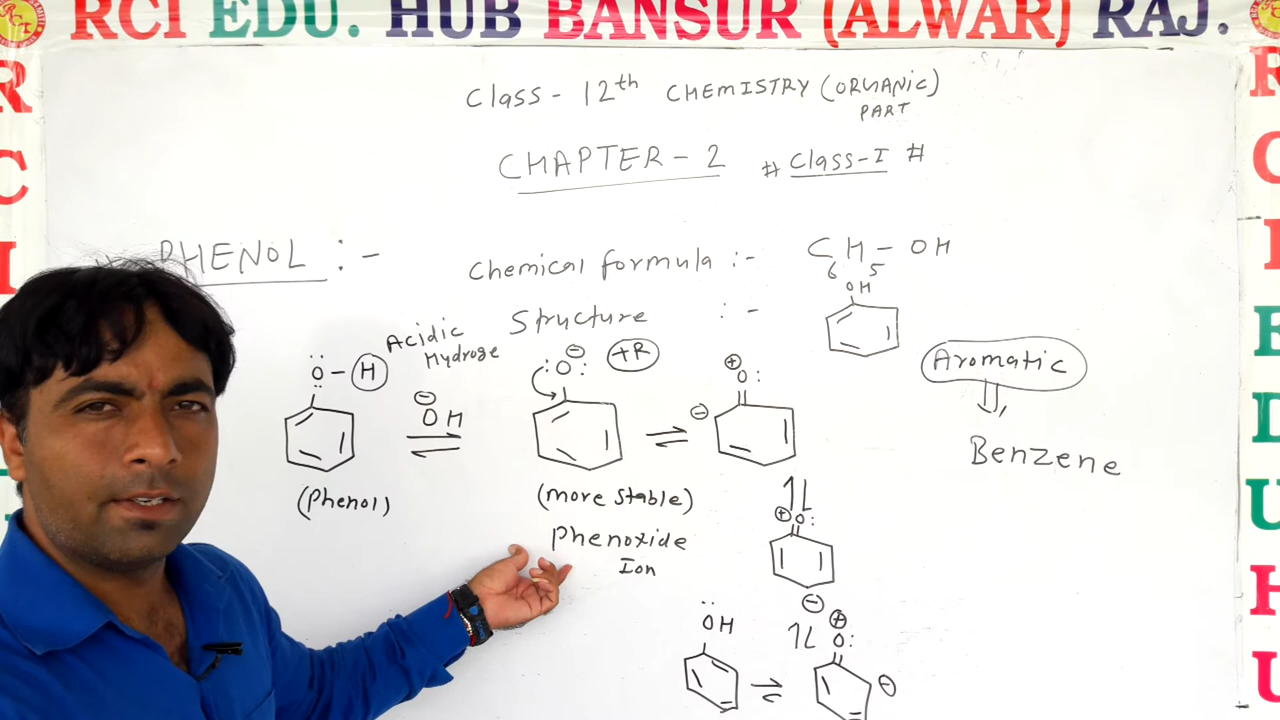 RCI EDU. HUB BANSUR (ALWAR) RAJ.
Class - 12th CHEMISTRY (ORGANIC)
PART
CHAPTER - 2 # Class-I #
PHENOL :-
Chemical formula :- C6H5 - OH
Structure :-
OH
Acidic
Hydroge
:Ö:⊖ +R
Ö - H
⊖OH
⊕
O:
⊖
Aromatic
Benzene
(Phenol)
(more stable)
Phenoxide
Ion
⊕O:
⊖
ÖH
⊕
O:
⊖
R
C
I
E
D
U
H
U
R
C
I